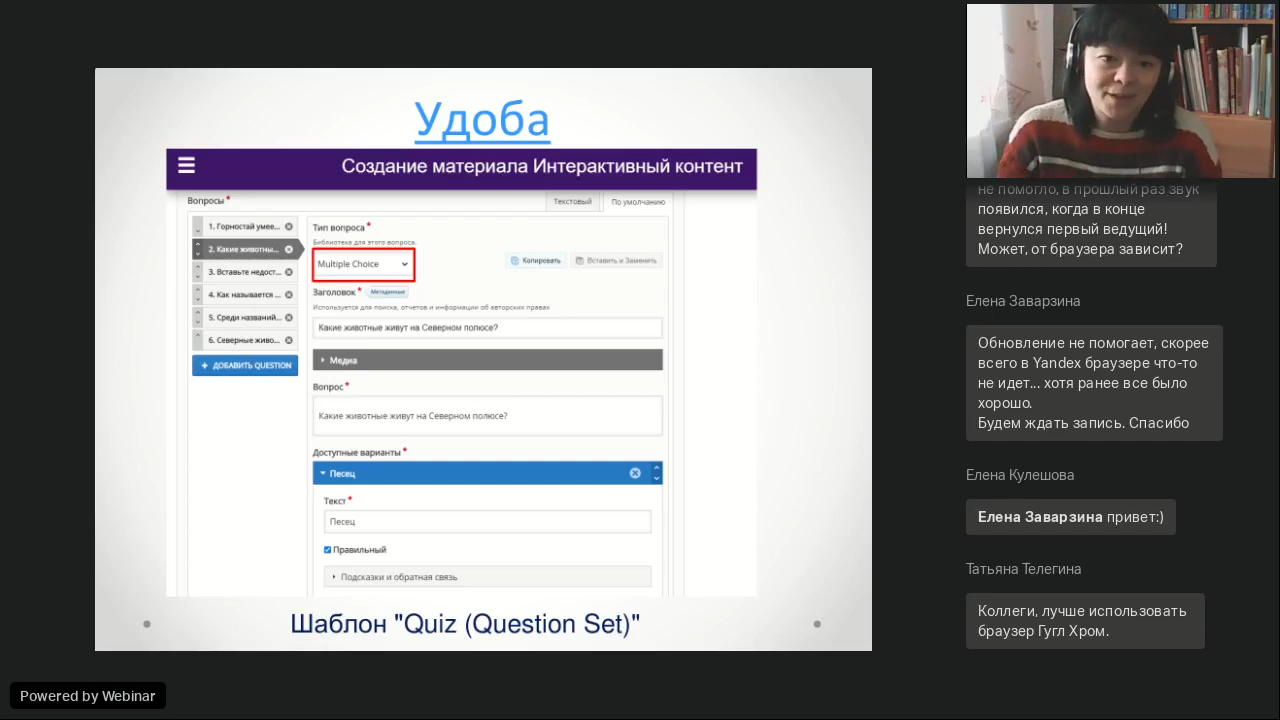 Удоба
Создание материала Интерактивный контент
Вопросы *
Текстовый
По умолчанию
1. Горностай умее...
2. Какие животны...
3. Вставьте недост...
4. Как называется ...
5. Среди названий...
6. Северные живо...
+ ДОБАВИТЬ QUESTION
Тип вопроса *
Библиотека для этого вопроса.
Multiple Choice
Копировать
Вставить и Заменить
Заголовок * Метаданные
Используется для поиска, отчетов и информации об авторских правах
Какие животные живут на Северном полюсе?
Медиа
Вопрос *
Какие животные живут на Северном полюсе?
Доступные варианты *
Песец
Текст *
Песец
Правильный
Подсказки и обратная связь
Шаблон "Quiz (Question Set)"
Powered by Webinar
не помогло, в прошлый раз звук
появился, когда в конце
вернулся первый ведущий!
Может, от браузера зависит?
Елена Заварзина
Обновление не помогает, скорее
всего в Yandex браузере что-то
не идет... хотя ранее все было
хорошо.
Будем ждать запись. Спасибо
Елена Кулешова
Елена Заварзина привет:)
Татьяна Телегина
Коллеги, лучше использовать
браузер Гугл Хром.